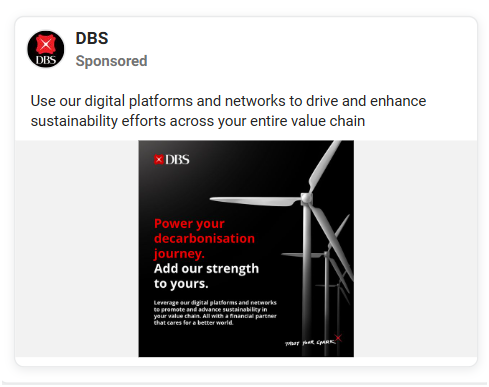 DBS
DBS
Sponsored
Use our digital platforms and networks to drive and enhance
sustainability efforts across your entire value chain
DBS
Power your
decarbonisation
journey.
Add our strength
to yours.
Leverage our digital platforms and networks
to promote and advance sustainability in
your value chain. All with a financial partner
that cares for a better world.
TRUST YOUR SPARK